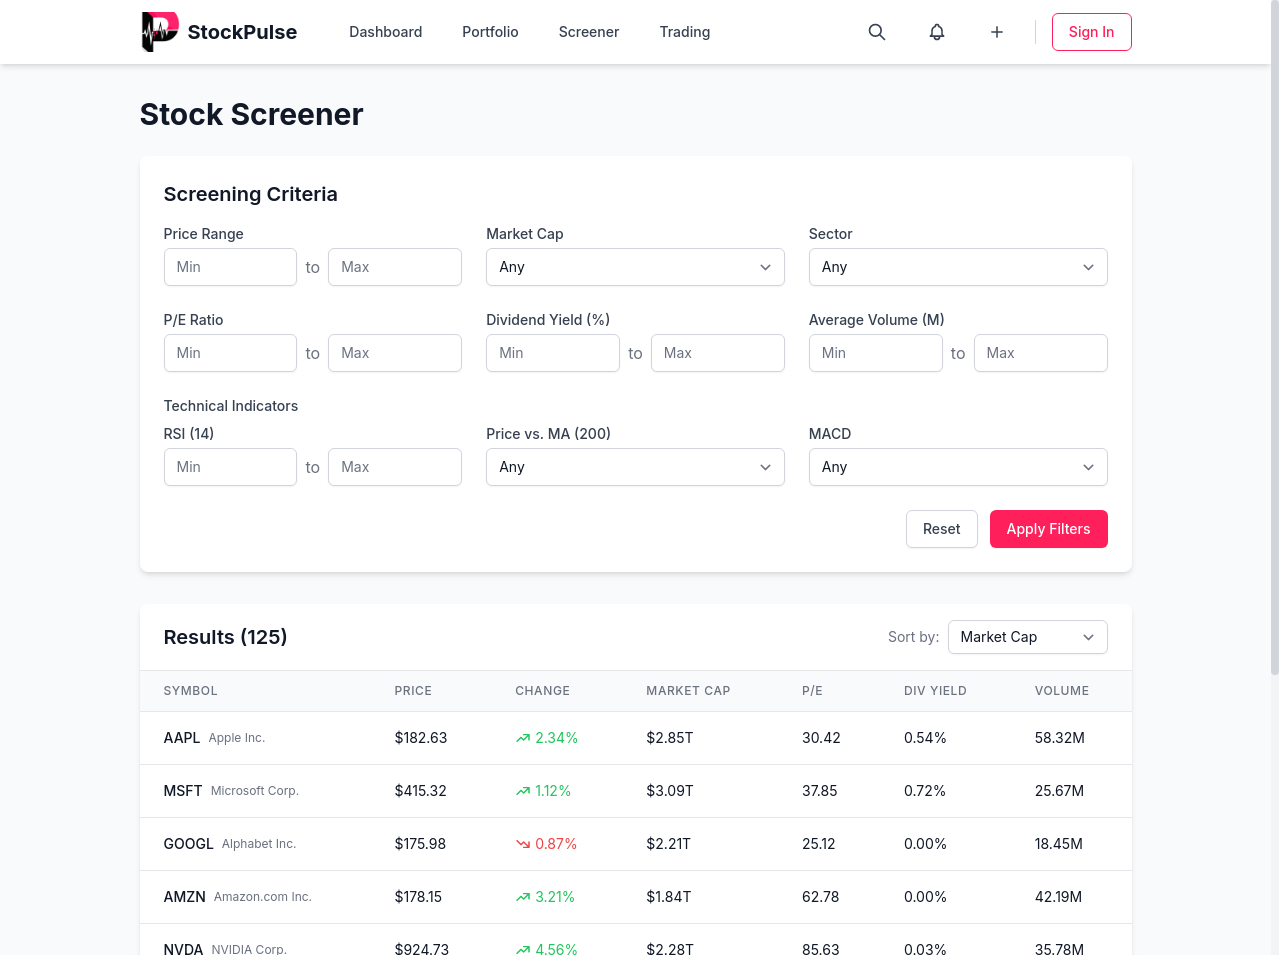 StockPulse Dashboard Portfolio Screener Trading Sign In
Stock Screener
Screening Criteria
Price Range Market Cap Sector
Min to Max Any Any
P/E Ratio Dividend Yield (%) Average Volume (M)
Min to Max Min to Max Min to Max
Technical Indicators
RSI (14) Price vs. MA (200) MACD
Min to Max Any Any
Reset Apply Filters
Results (125) Sort by: Market Cap
SYMBOL PRICE CHANGE MARKET CAP P/E DIV YIELD VOLUME
AAPL Apple Inc. $182.63 2.34% $2.85T 30.42 0.54% 58.32M
MSFT Microsoft Corp. $415.32 1.12% $3.09T 37.85 0.72% 25.67M
GOOGL Alphabet Inc. $175.98 0.87% $2.21T 25.12 0.00% 18.45M
AMZN Amazon.com Inc. $178.15 3.21% $1.84T 62.78 0.00% 42.19M
NVDA NVIDIA Corp. $924.73 4.56% $2.28T 85.63 0.03% 35.78M